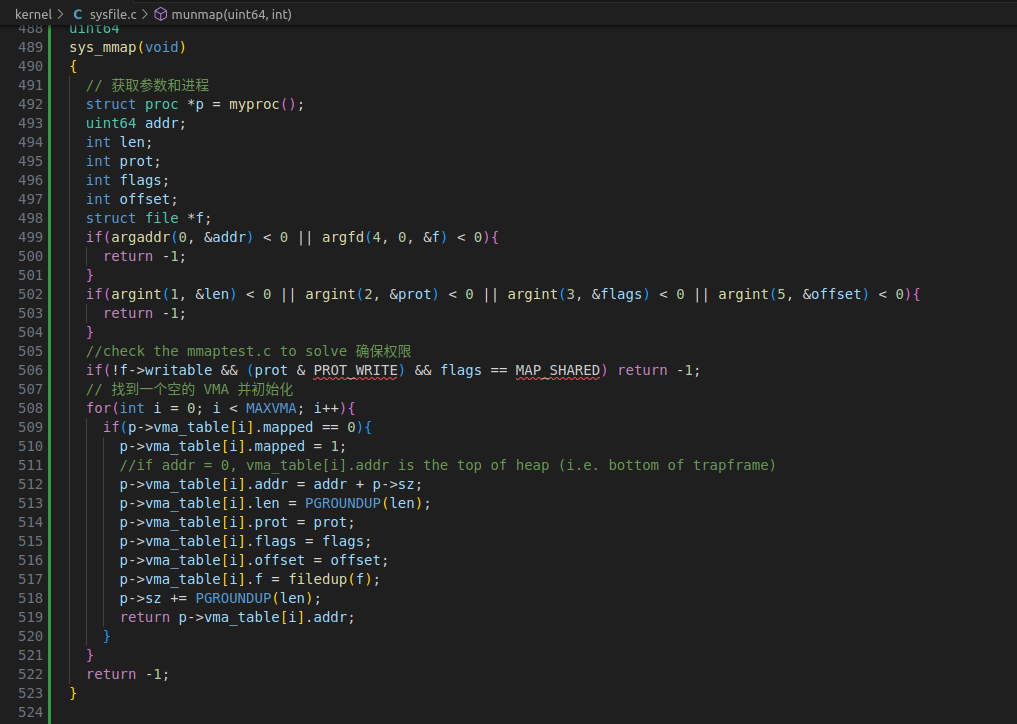 kernel > C sysfile.c > munmap(uint64, int)
488 uint64
489 sys_mmap(void)
490 {
491   // 获取参数和进程
492   struct proc *p = myproc();
493   uint64 addr;
494   int len;
495   int prot;
496   int flags;
497   int offset;
498   struct file *f;
499   if(argaddr(0, &addr) < 0 || argfd(4, 0, &f) < 0){
500     return -1;
501   }
502   if(argint(1, &len) < 0 || argint(2, &prot) < 0 || argint(3, &flags) < 0 || argint(5, &offset) < 0){
503     return -1;
504   }
505   //check the mmaptest.c to solve 确保权限
506   if(!f->writable && (prot & PROT_WRITE) && flags == MAP_SHARED) return -1;
507   // 找到一个空的 VMA 并初始化
508   for(int i = 0; i < MAXVMA; i++){
509     if(p->vma_table[i].mapped == 0){
510       p->vma_table[i].mapped = 1;
511       //if addr = 0, vma_table[i].addr is the top of heap (i.e. bottom of trapframe)
512       p->vma_table[i].addr = addr + p->sz;
513       p->vma_table[i].len = PGROUNDUP(len);
514       p->vma_table[i].prot = prot;
515       p->vma_table[i].flags = flags;
516       p->vma_table[i].offset = offset;
517       p->vma_table[i].f = filedup(f);
518       p->sz += PGROUNDUP(len);
519       return p->vma_table[i].addr;
520     }
521   }
522   return -1;
523 }
524